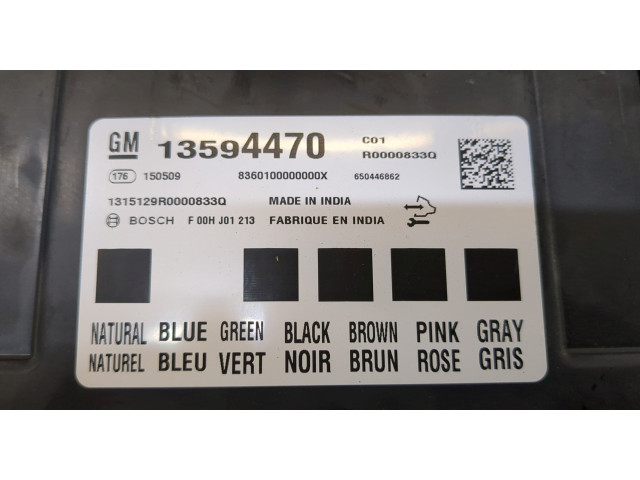 GM 13594470 C01
R0000833Q
176 150509 8360100000000X 650446862
1315129R0000833Q MADE IN INDIA
BOSCH F 00H J01 213 FABRIQUE EN INDIA
NATURAL BLUE GREEN BLACK BROWN PINK GRAY
NATUREL BLEU VERT NOIR BRUN ROSE GRIS